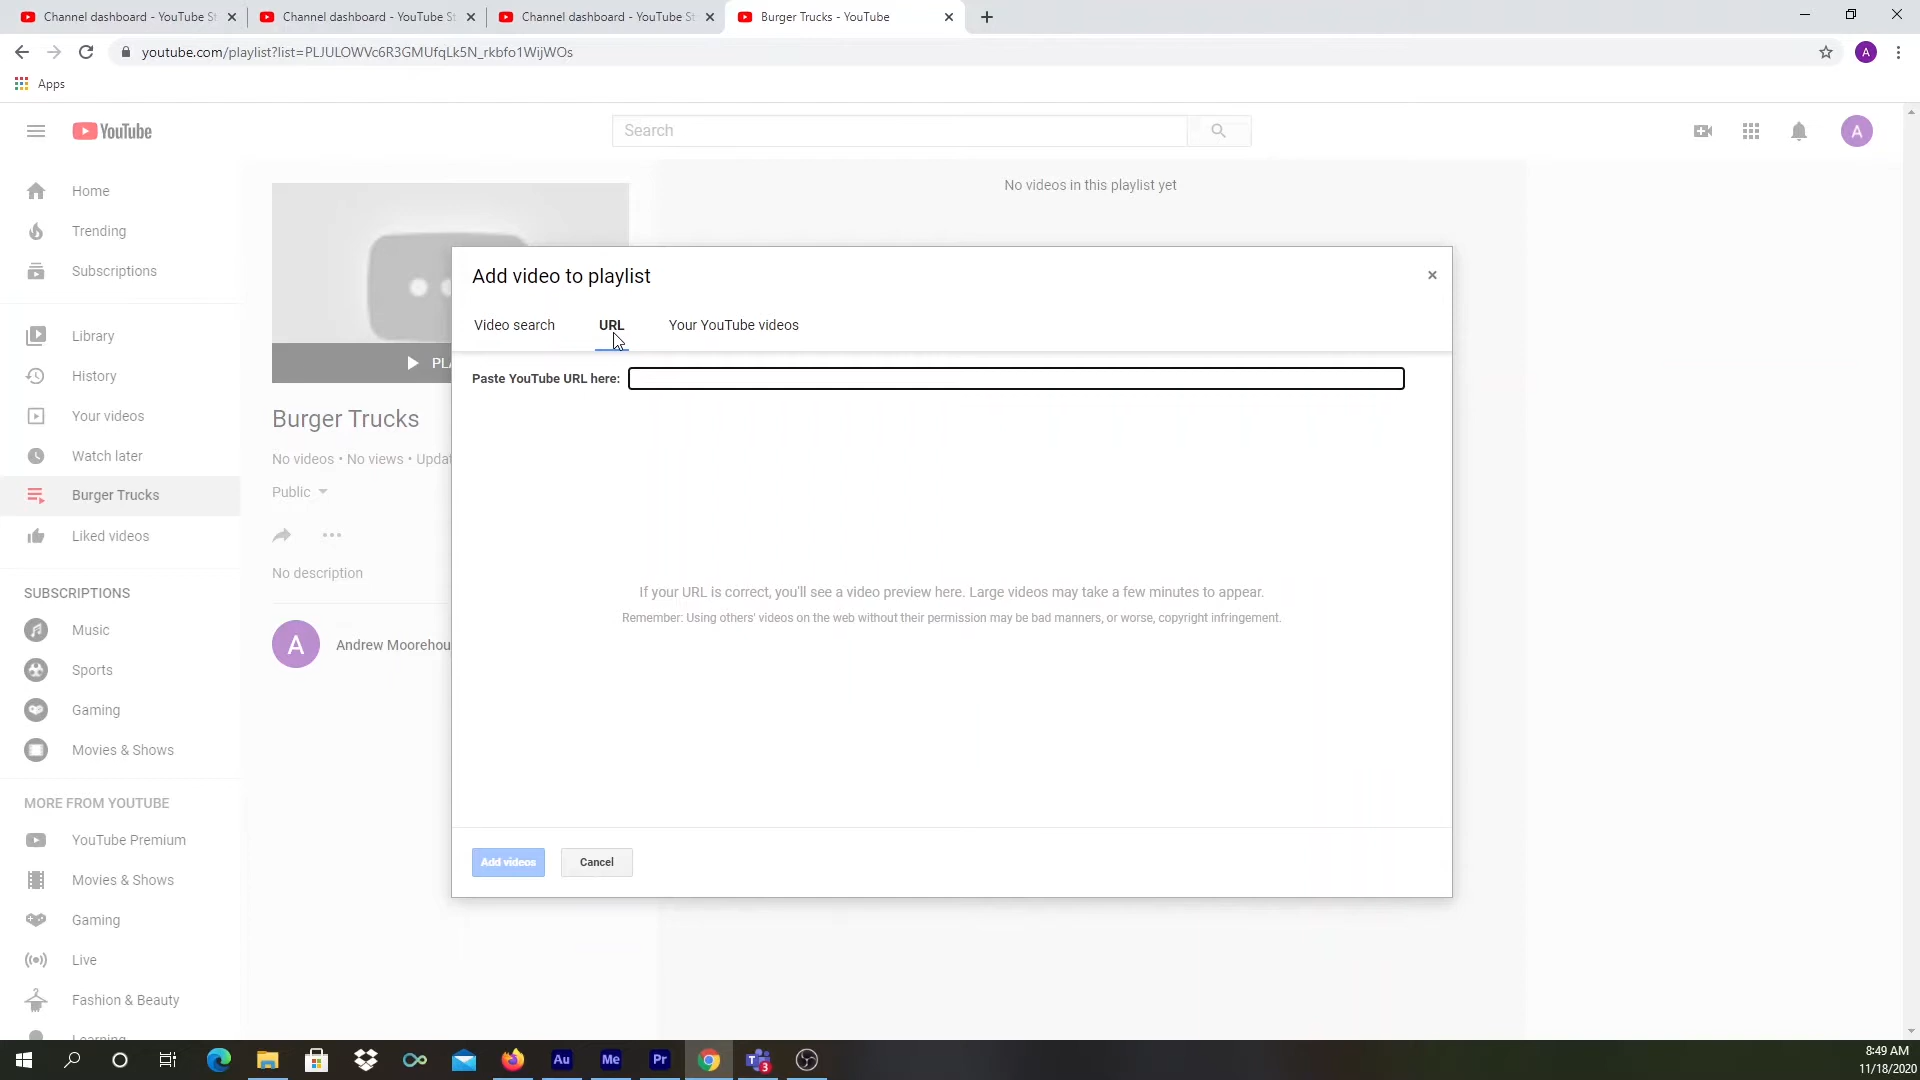 Channel dashboard - YouTube St
Channel dashboard - YouTube St
Channel dashboard - YouTube St
Burger Trucks - YouTube
youtube.com/playlist?list=PLJULOWVc6R3GMUfqLk5N_rkbfo1WijWOs
A
Apps
YouTube
Search
A
Home
Trending
Subscriptions
Library
History
Your videos
Watch later
Burger Trucks
Liked videos
SUBSCRIPTIONS
Music
Sports
Gaming
Movies & Shows
MORE FROM YOUTUBE
YouTube Premium
Movies & Shows
Gaming
Live
Fashion & Beauty
Learning
No videos in this playlist yet
PLA
Burger Trucks
No videos • No views • Updat
Public
No description
A
Andrew Moorehou
Add video to playlist
Video search
URL
Your YouTube videos
Paste YouTube URL here:
If your URL is correct, you'll see a video preview here. Large videos may take a few minutes to appear.
Remember: Using others' videos on the web without their permission may be bad manners, or worse, copyright infringement.
Add videos
Cancel
Au
Me
Pr
3
8:49 AM
11/18/2020